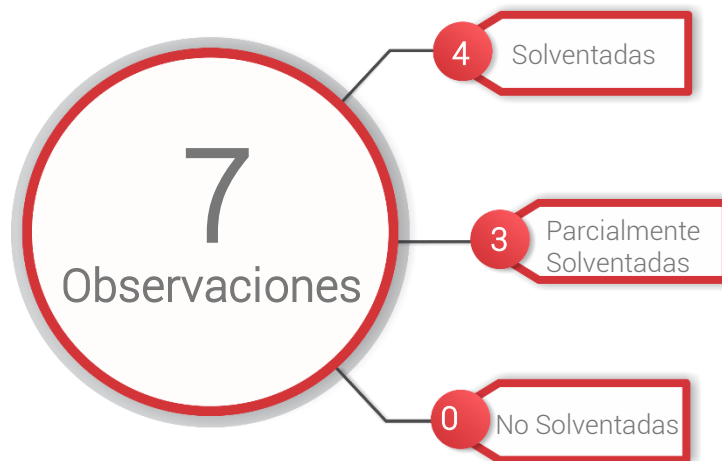 7
Observaciones
4
Solventadas
3
Parcialmente
Solventadas
0
No Solventadas